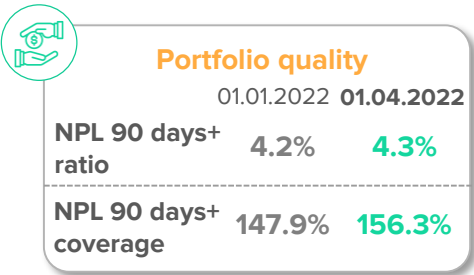 $
Portfolio quality
01.01.2022 01.04.2022
NPL 90 days+
ratio
4.2% 4.3%
NPL 90 days+
coverage
147.9% 156.3%